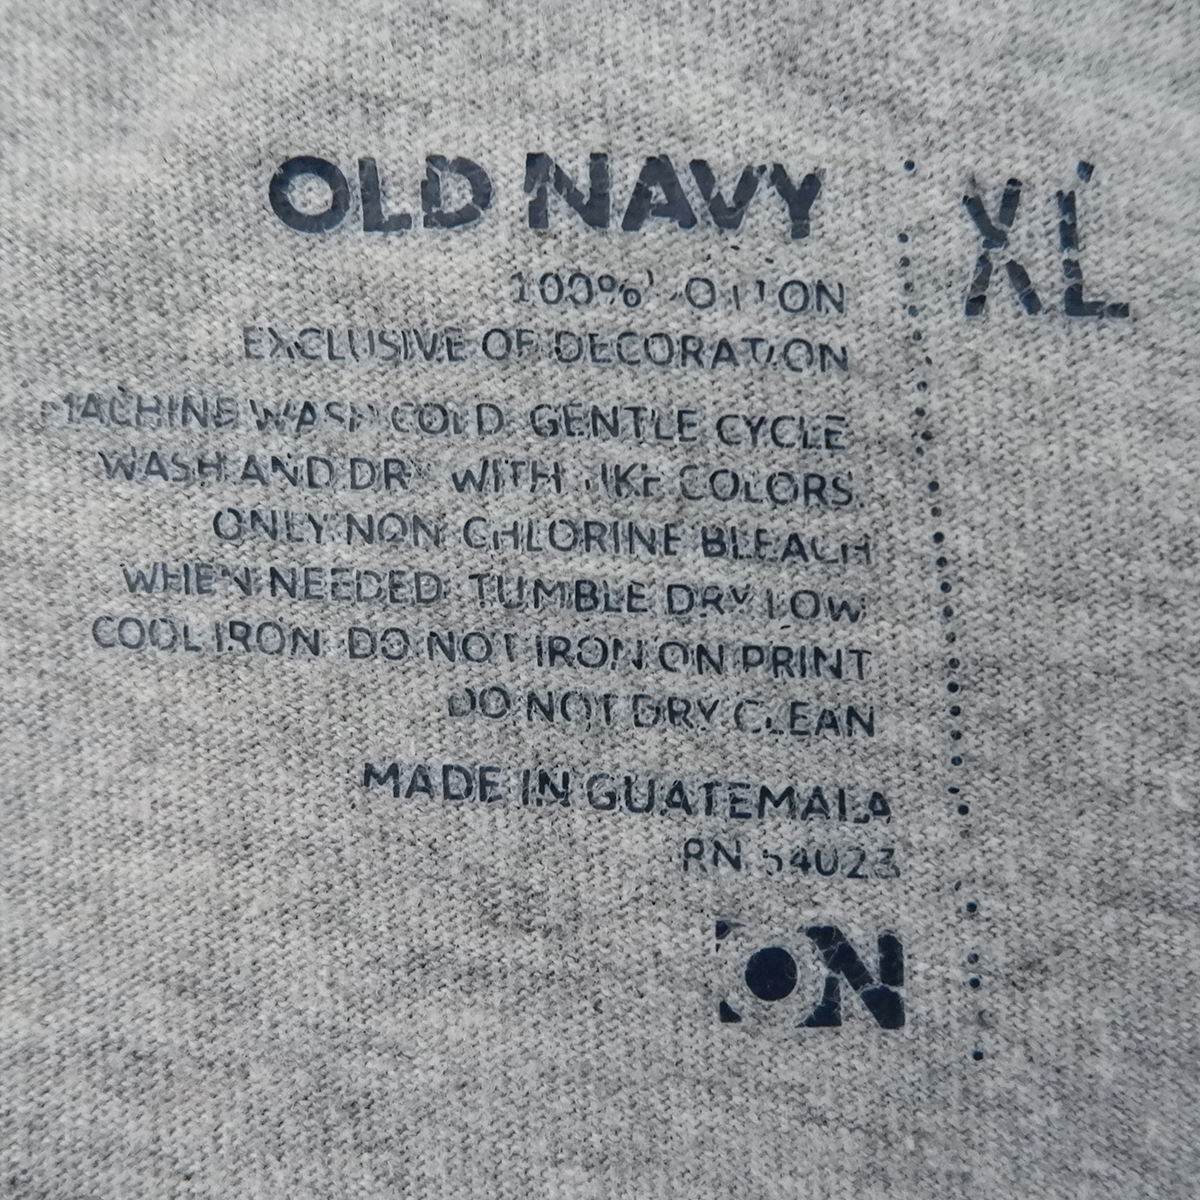 OLD NAVY
XL
100% COTTON
EXCLUSIVE OF DECORATION
MACHINE WASH COLD GENTLE CYCLE
WASH AND DRY WITH LIKE COLORS
ONLY NON CHLORINE BLEACH
WHEN NEEDED TUMBLE DRY LOW
COOL IRON DO NOT IRON ON PRINT
DO NOT DRY CLEAN
MADE IN GUATEMALA
RN 54023
ON